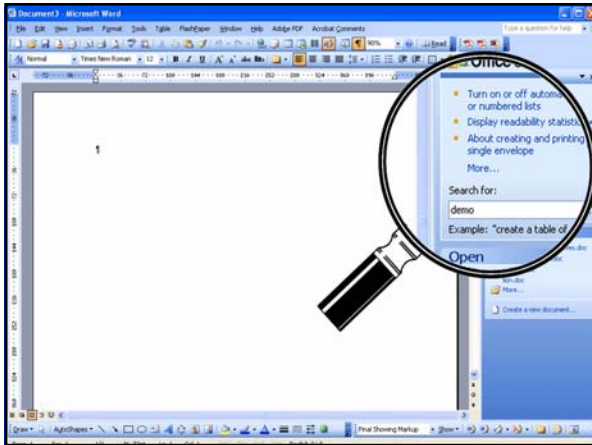 Document3 - Microsoft Word
File Edit View Insert Format Tools Table FlashPaper Window Help Adobe PDF Acrobat Comments
Type a question for help
90% Read
Normal Times New Roman 12 B I U
Office
Turn on or off automa
or numbered lists
Display readability statistic
About creating and printing
single envelope
More...
Search for:
demo
Example: "create a table of
Open
More...
Create a new document...
Draw AutoShapes Final Showing Markup Show